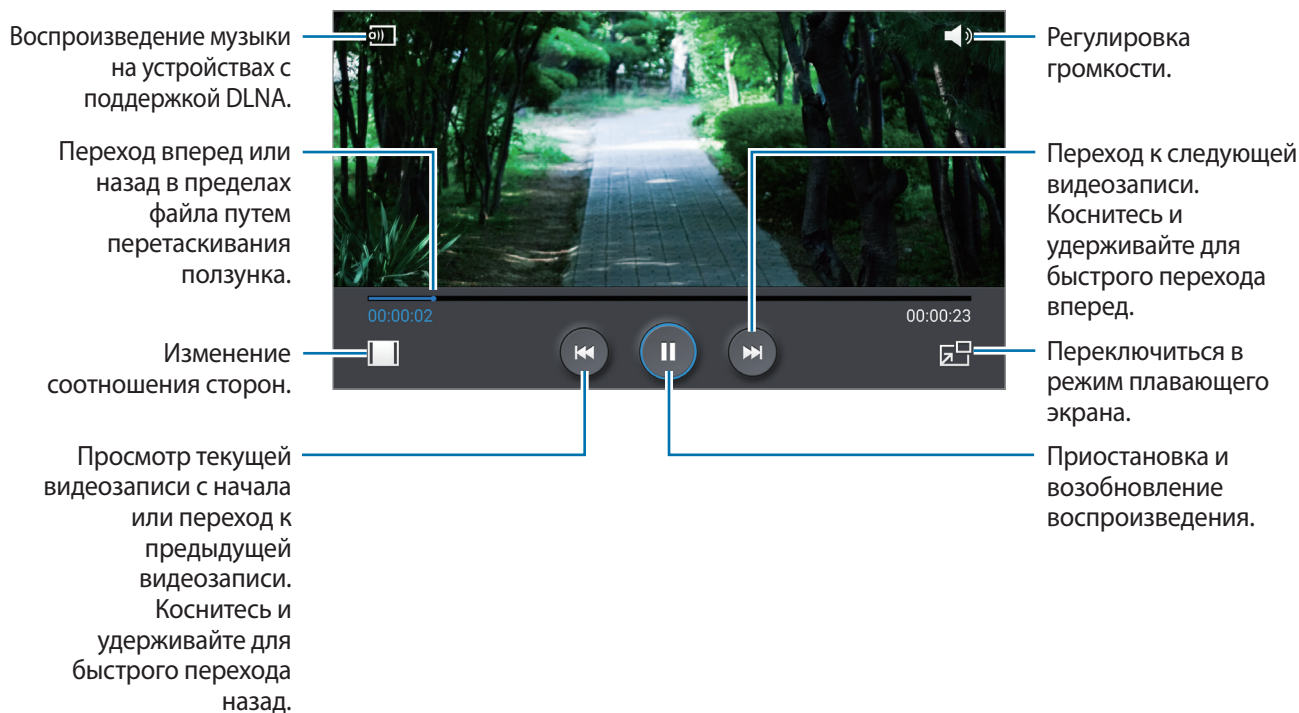 Воспроизведение музыки
на устройствах с
поддержкой DLNA.
Переход вперед или
назад в пределах
файла путем
перетаскивания
ползунка.
Изменение
соотношения сторон.
Просмотр текущей
видеозаписи с начала
или переход к
предыдущей
видеозаписи.
Коснитесь и
удерживайте для
быстрого перехода
назад.
00:00:02
00:00:23
Регулировка
громкости.
Переход к следующей
видеозаписи.
Коснитесь и
удерживайте для
быстрого перехода
вперед.
Переключиться в
режим плавающего
экрана.
Приостановка и
возобновление
воспроизведения.